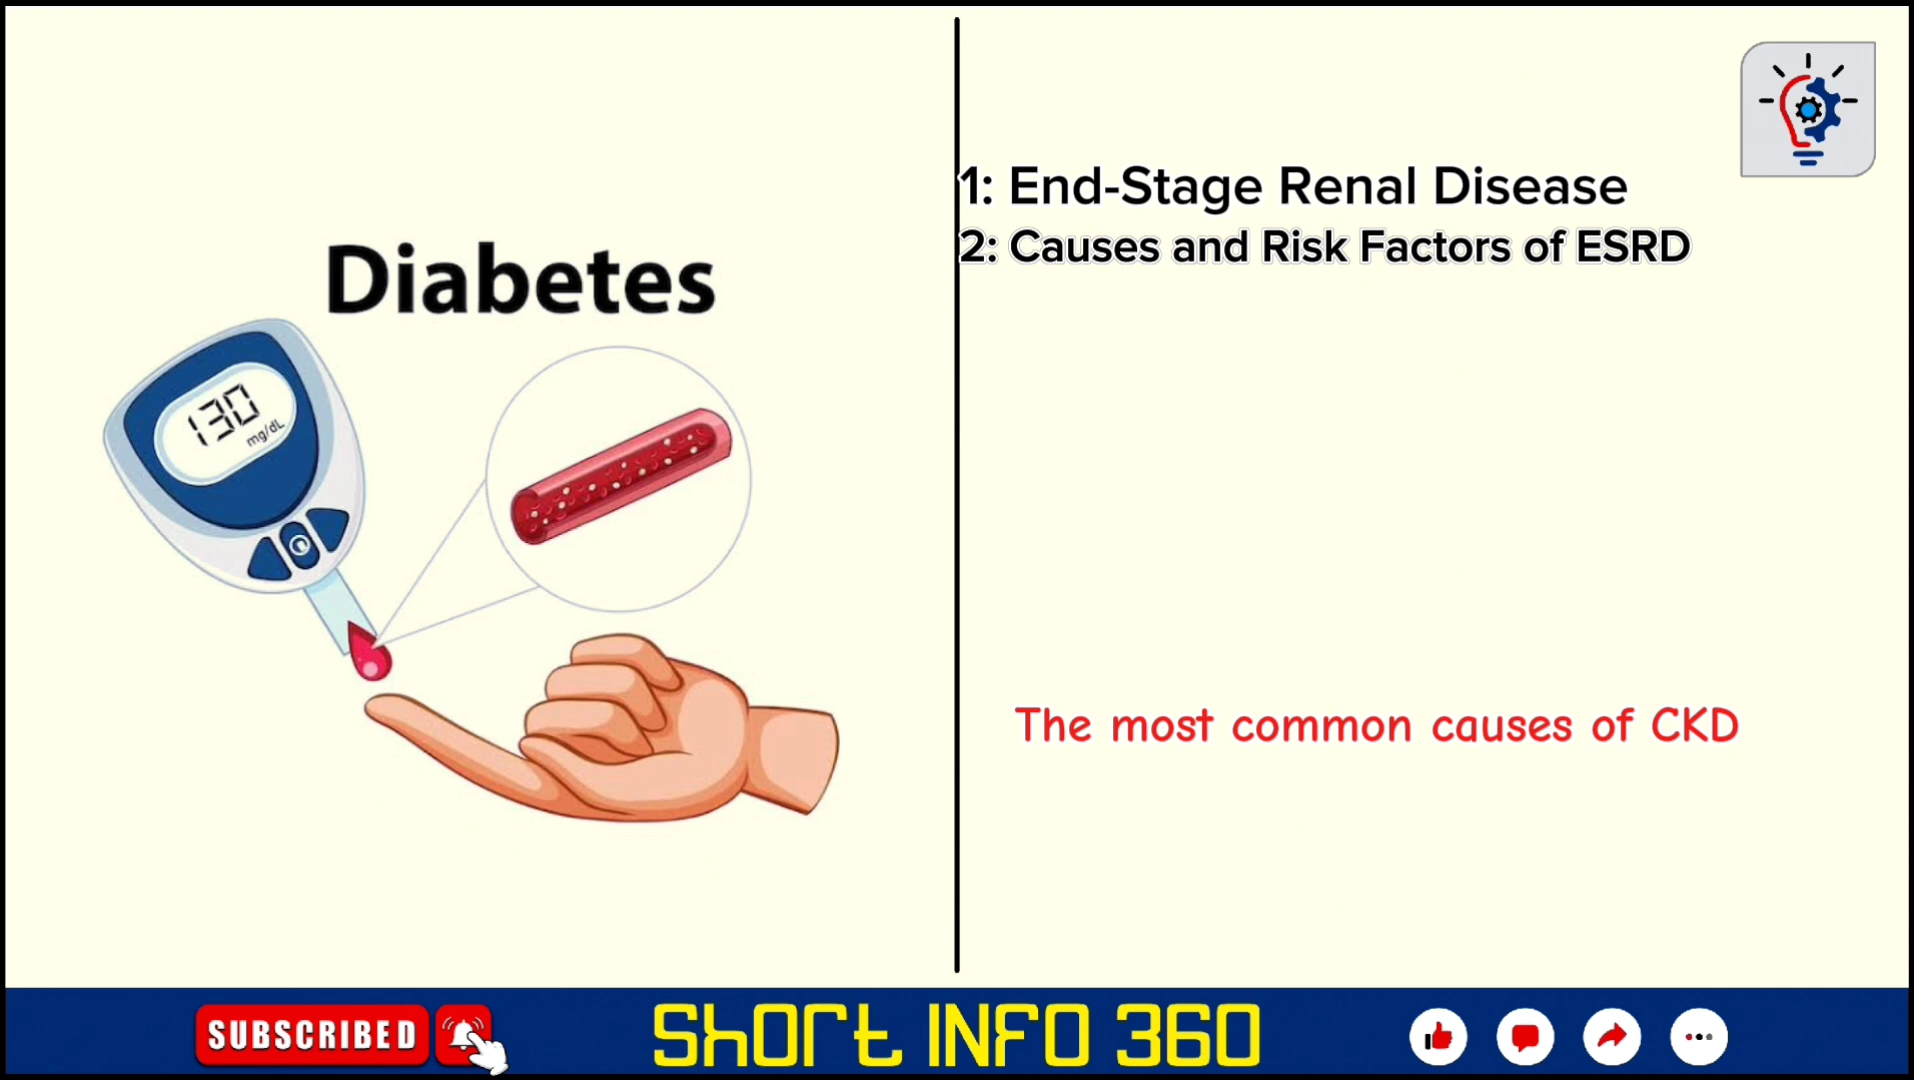 Diabetes
130
mg/dL
1: End-Stage Renal Disease
2: Causes and Risk Factors of ESRD
The most common causes of CKD
SUBSCRIBED
Short INFO 360